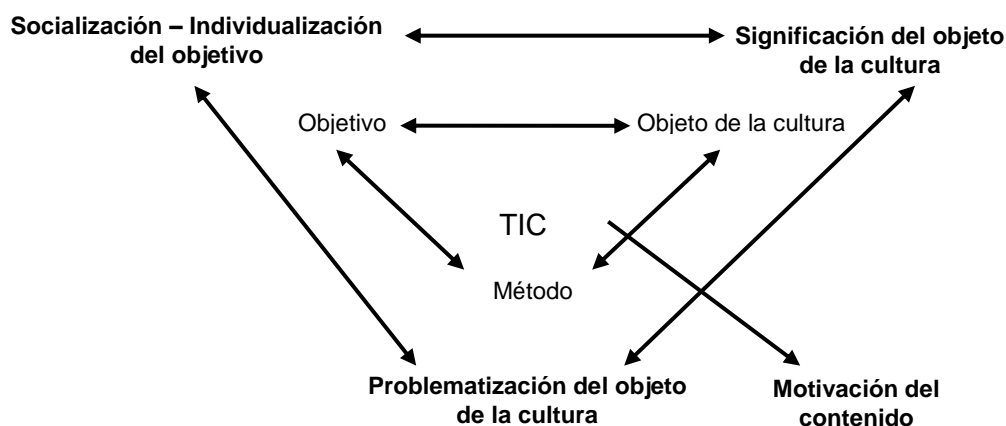 Socialización – Individualización
del objetivo
Significación del objeto
de la cultura
Objetivo
Objeto de la cultura
TIC
Método
Problematización del objeto
de la cultura
Motivación del
contenido